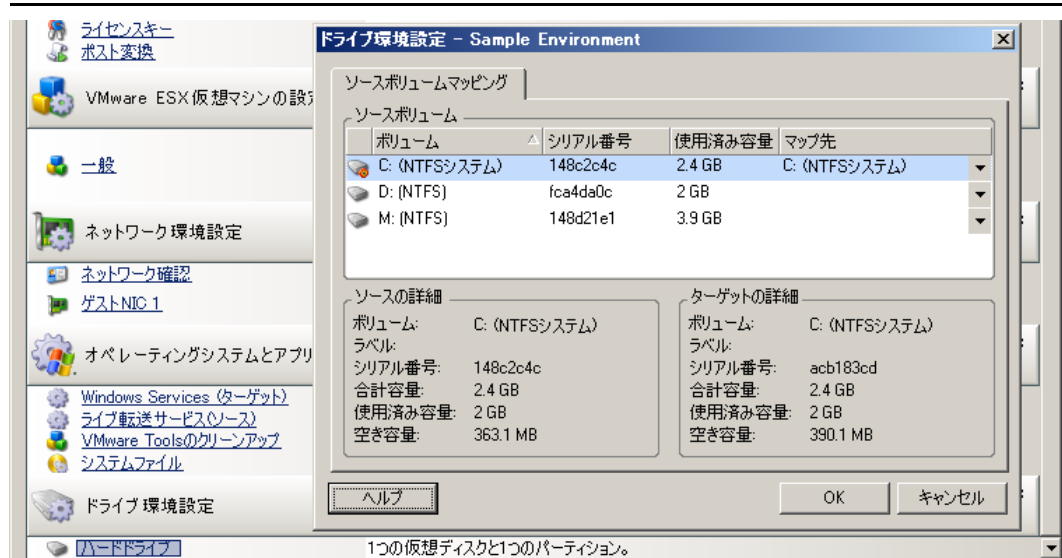 ライセンスキー
ポスト変換
VMware ESX仮想マシンの設
一般
ネットワーク環境設定
ネットワーク確認
ゲストNIC 1
オペレーティングシステムとアプリ
Windows Services (ターゲット)
ライブ転送サービス(ソース)
VMware Toolsのクリーンアップ
システムファイル
ドライブ環境設定
ハードドライブ
1つの仮想ディスクと1つのパーティション。
ドライブ環境設定 - Sample Environment
ソースボリュームマッピング
ソースボリューム
ボリューム シリアル番号 使用済み容量 マップ先
C: (NTFSシステム) 148c2c4c 2.4 GB C: (NTFSシステム)
D: (NTFS) fca4da0c 2 GB
M: (NTFS) 148d21e1 3.9 GB
ソースの詳細
ボリューム: C: (NTFSシステム)
ラベル:
シリアル番号: 148c2c4c
合計容量: 2.4 GB
使用済み容量: 2 GB
空き容量: 363.1 MB
ターゲットの詳細
ボリューム: C: (NTFSシステム)
ラベル:
シリアル番号: acb183cd
合計容量: 2.4 GB
使用済み容量: 2 GB
空き容量: 390.1 MB
ヘルプ OK キャンセル